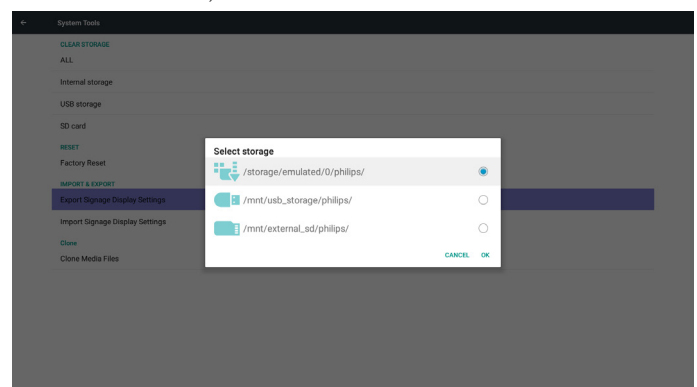 System Tools
CLEAR STORAGE
ALL
Internal storage
USB storage
SD card
RESET
Factory Reset
IMPORT & EXPORT
Export Signage Display Settings
Import Signage Display Settings
Clone
Clone Media Files
Select storage
/storage/emulated/0/philips/
/mnt/usb_storage/philips/
/mnt/external_sd/philips/
CANCEL OK